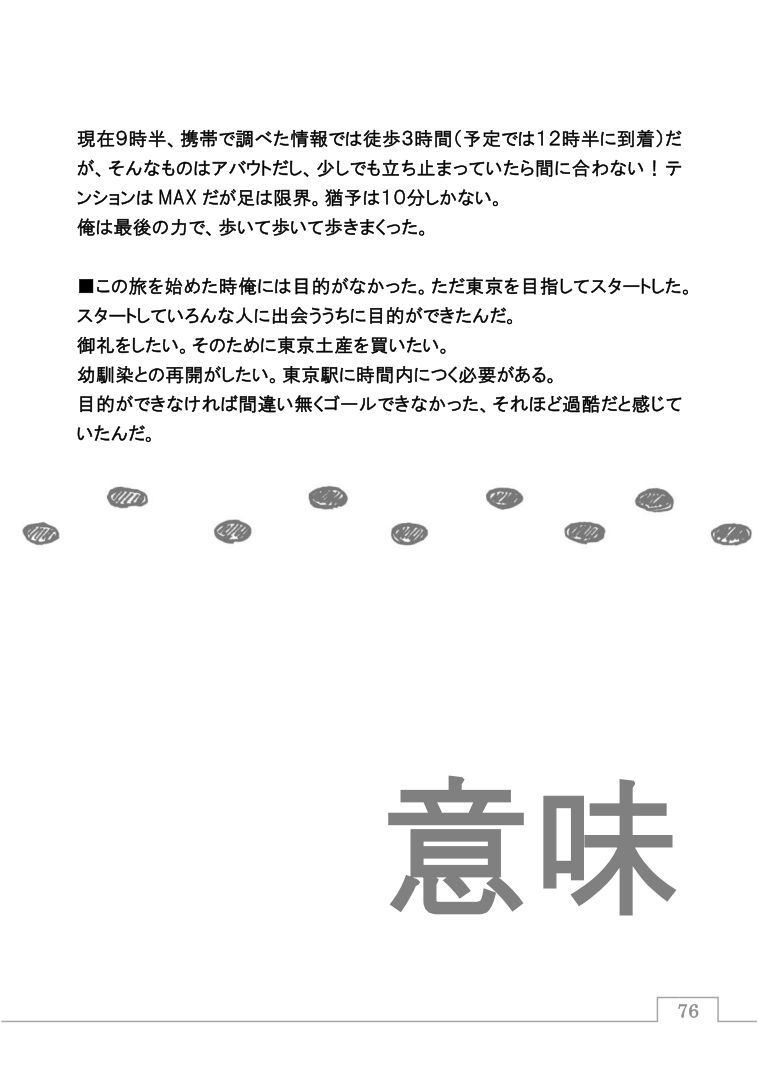 現在９時半、携帯で調べた情報では徒歩３時間（予定では１２時半に到着）だ
が、そんなものはアバウトだし、少しでも立ち止まっていたら間に合わない！テ
ンションは MAX だが足は限界。猶予は１０分しかない。
俺は最後の力で、歩いて歩いて歩きまくった。
■この旅を始めた時俺には目的がなかった。ただ東京を目指してスタートした。
スタートしていろんな人に出会ううちに目的ができたんだ。
御礼をしたい。そのために東京土産を買いたい。
幼馴染との再開がしたい。東京駅に時間内につく必要がある。
目的ができなければ間違い無くゴールできなかった、それほど過酷だと感じて
いたんだ。
意味
76